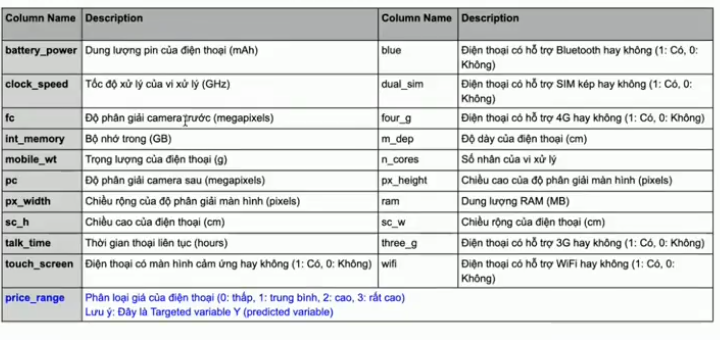 Column Name Description Column Name Description
battery_power Dung lượng pin của điện thoại (mAh) blue Điện thoại có hỗ trợ Bluetooth hay không (1: Có, 0:
Không)
clock_speed Tốc độ xử lý của vi xử lý (GHz) dual_sim Điện thoại có hỗ trợ SIM kép hay không (1: Có, 0:
Không)
fc Độ phân giải camera trước (megapixels) four_g Điện thoại có hỗ trợ 4G hay không (1: Có, 0: Không)
int_memory Bộ nhớ trong (GB) m_dep Độ dày của điện thoại (cm)
mobile_wt Trọng lượng của điện thoại (g) n_cores Số nhân của vi xử lý
pc Độ phân giải camera sau (megapixels) px_height Chiều cao của độ phân giải màn hình (pixels)
px_width Chiều rộng của độ phân giải màn hình (pixels) ram Dung lượng RAM (MB)
sc_h Chiều cao của điện thoại (cm) sc_w Chiều rộng của điện thoại (cm)
talk_time Thời gian thoại liên tục (hours) three_g Điện thoại có hỗ trợ 3G hay không (1: Có, 0: Không)
touch_screen Điện thoại có màn hình cảm ứng hay không (1: Có, 0: Không) wifi Điện thoại có hỗ trợ WiFi hay không (1: Có, 0:
Không)
price_range Phân loại giá của điện thoại (0: thấp, 1: trung bình, 2: cao, 3: rất cao)
Lưu ý: Đây là Targeted variable Y (predicted variable)